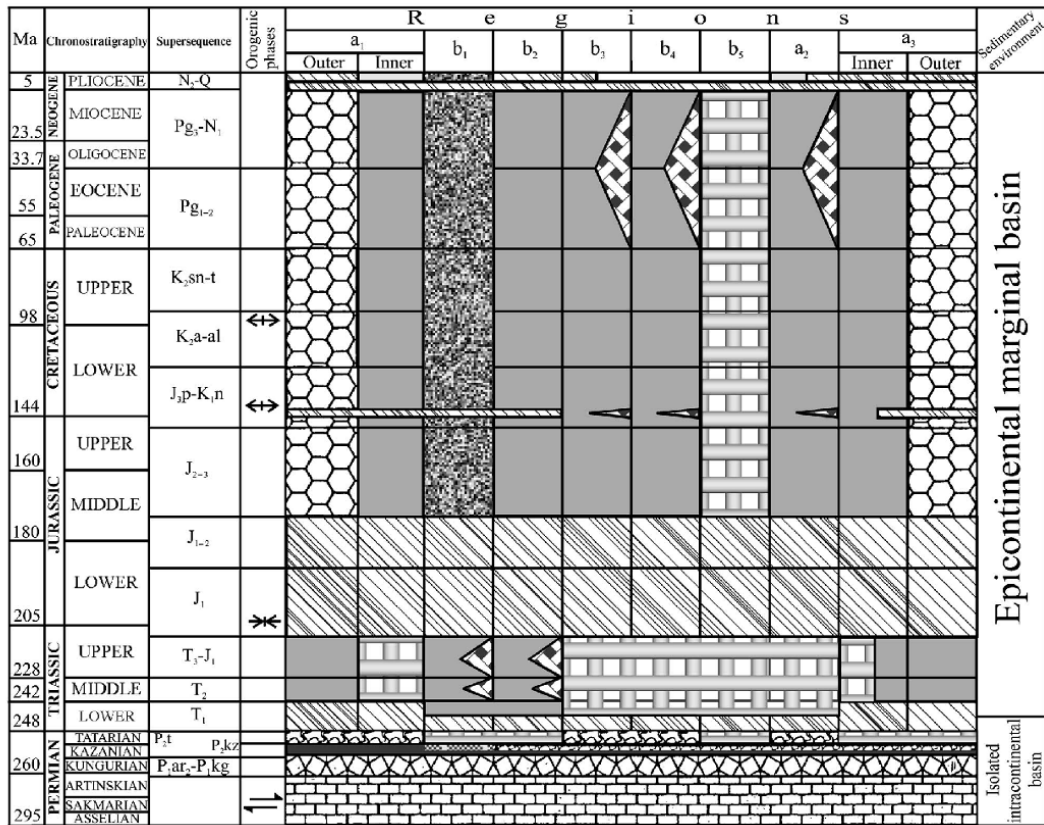 Regions
Ma
Chronostratigraphy
Supersequence
Orogenic phases
a₁
b₁
b₂
b₃
b₄
b₅
a₂
a₃
Sedimentary environment
Outer
Inner
Inner
Outer
5
NEOGENE
PLIOCENE
N₂-Q
MIOCENE
Pg₃-N₁
23.5
OLIGOCENE
33.7
PALEOGENE
EOCENE
Pg₁₋₂
55
PALEOCENE
65
CRETACEOUS
UPPER
K₂sn-t
98
K₂a-al
LOWER
J₃p-K₁n
144
JURASSIC
UPPER
160
J₂₋₃
MIDDLE
180
J₁₋₂
LOWER
J₁
205
TRIASSIC
UPPER
T₃-J₁
228
MIDDLE
T₂
242
LOWER
T₁
248
PERMIAN
TATARIAN
P₂t
KAZANIAN
P₂kz
260
KUNGURIAN
P₁ar₂-P₁kg
ARTINSKIAN
SAKMARIAN
295
ASSELIAN
Epicontinental marginal basin
Isolated
intracontinental
basin